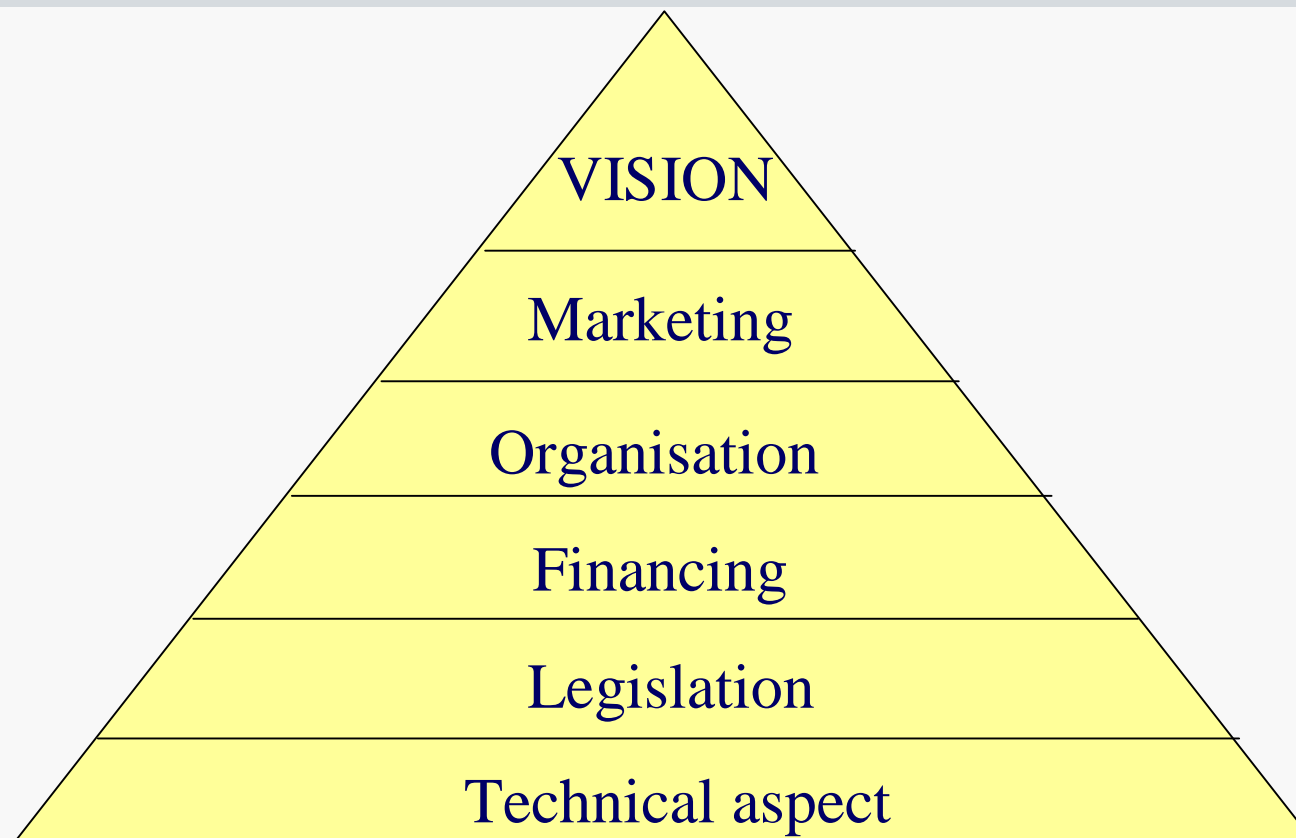 VISION
Marketing
Organisation
Financing
Legislation
Technical aspect